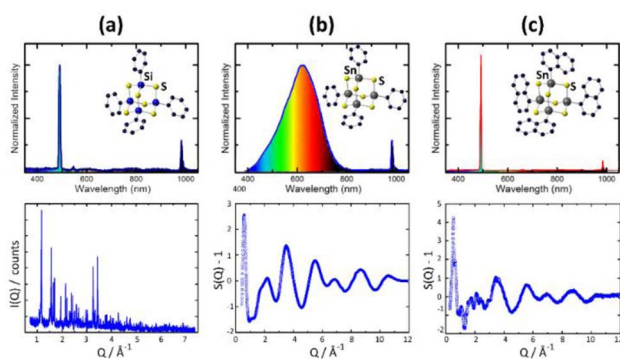 (a) (b) (c)
Normalized Intensity Si S Normalized Intensity Sn S Normalized Intensity Sn S
400 600 800 1000 400 600 800 1000 400 600 800 1000
Wavelength (nm) Wavelength (nm) Wavelength (nm)
I(Q) / counts S(Q) - 1 S(Q) - 1
3 2 1 0 -1 -2
5 4 3 2 1 0 -1 -2
1 2 3 4 5 6 7 0 2 4 6 8 10 12 0 2 4 6 8 10 12
Q / Å⁻¹ Q / Å⁻¹ Q / Å⁻¹